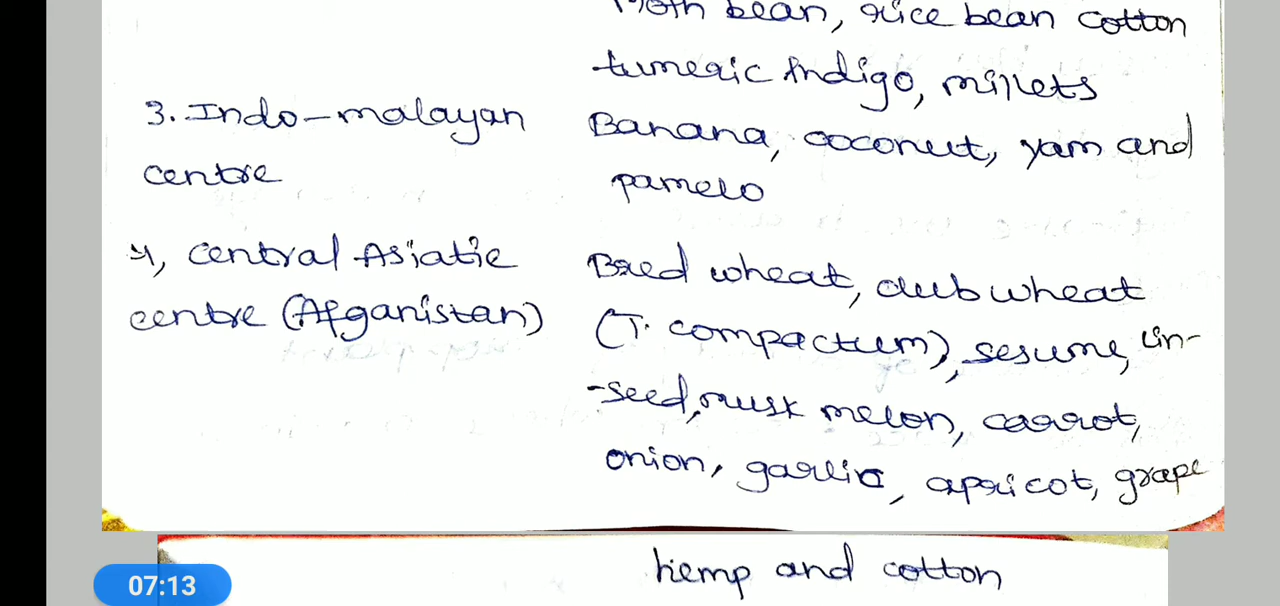 Moth bean, rice bean cotton
tumeric indigo, millets
3. Indo-malayan
centre
Banana, coconut, yam and
pamelo
4, central Asiatic
centre (Afganistan)
Bred wheat, club wheat
(T. compactum), sesume, lin-
-seed, musk melon, carrot,
onion, garlic, apricot, grape
hemp and cotton
07:13